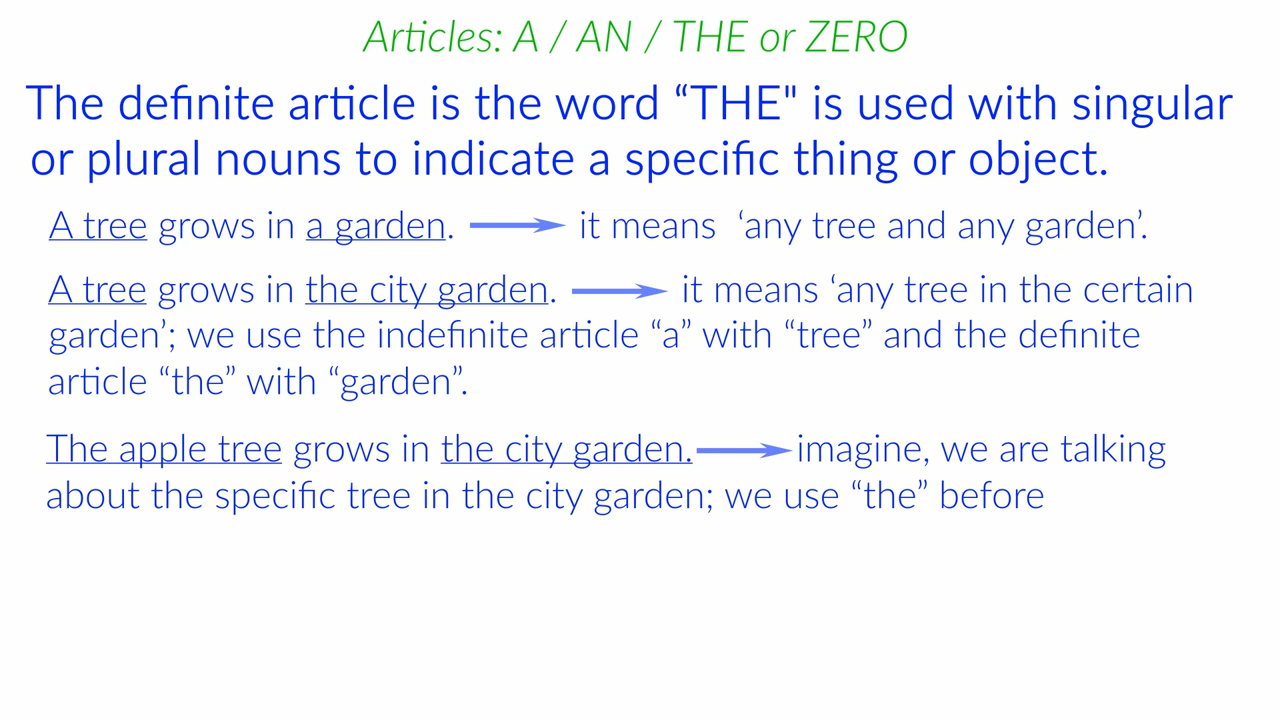 Articles: A / AN / THE or ZERO
The definite article is the word “THE" is used with singular
or plural nouns to indicate a specific thing or object.
A tree grows in a garden. it means ‘any tree and any garden’.
A tree grows in the city garden. it means ‘any tree in the certain
garden’; we use the indefinite article “a” with “tree” and the definite
article “the” with “garden”.
The apple tree grows in the city garden. imagine, we are talking
about the specific tree in the city garden; we use “the” before